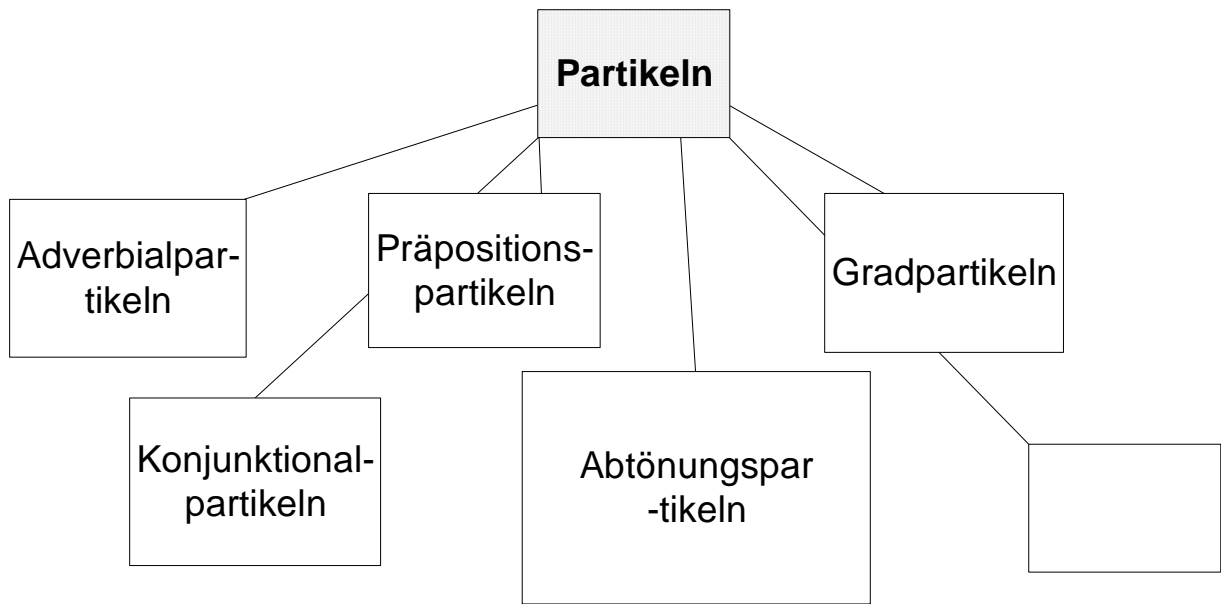 Partikeln
Adverbialpar-
tikeln
Präpositions-
partikeln
Gradpartikeln
Konjunktional-
partikeln
Abtönungspar
-tikeln